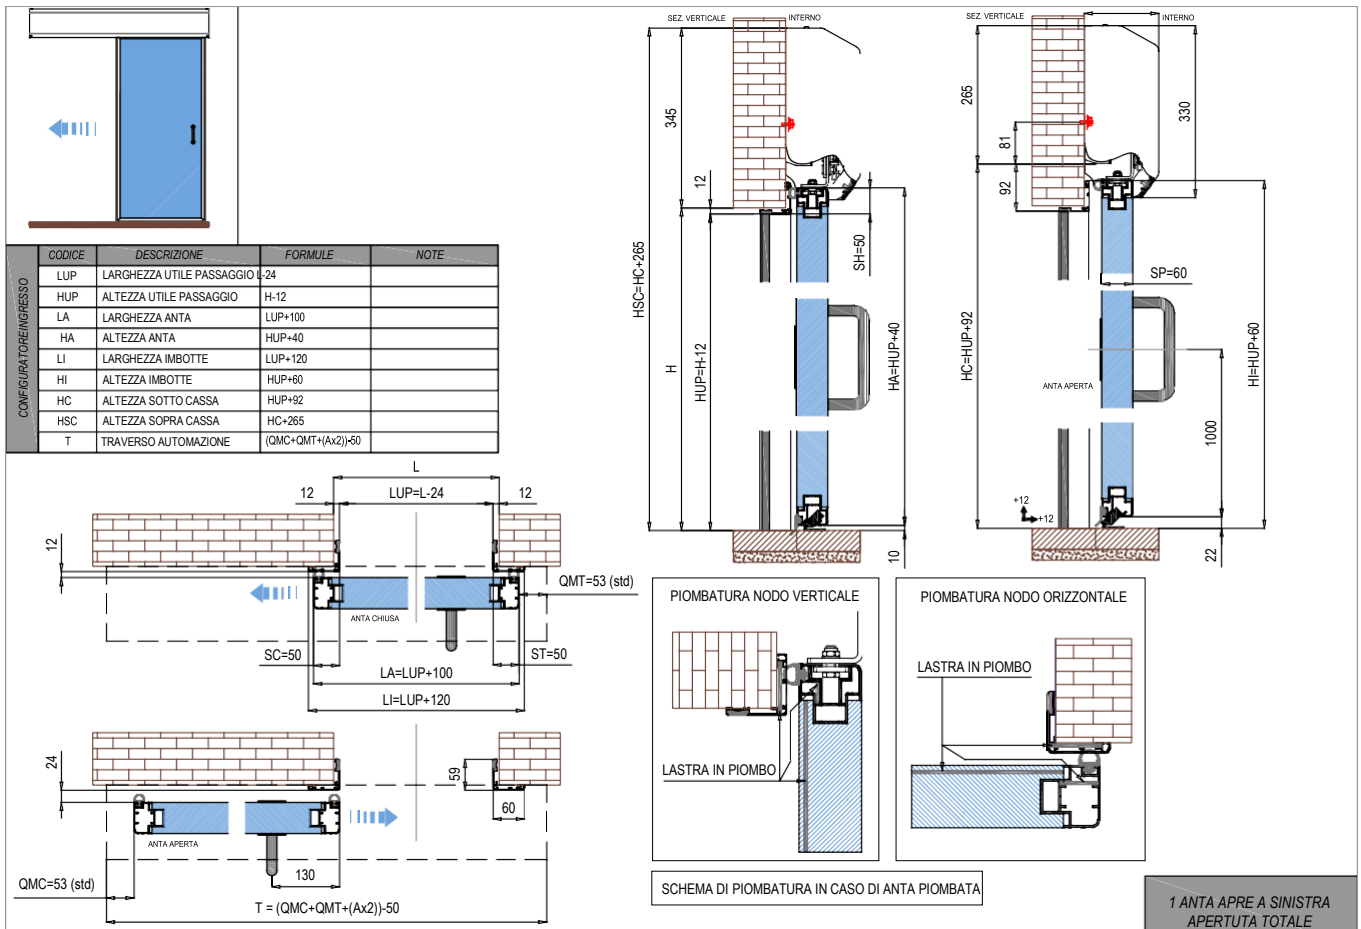 CONFIGURATOREINGRESSO
CODICE DESCRIZIONE FORMULE NOTE
LUP LARGHEZZA UTILE PASSAGGIO L-24
HUP ALTEZZA UTILE PASSAGGIO H-12
LA LARGHEZZA ANTA LUP+100
HA ALTEZZA ANTA HUP+40
LI LARGHEZZA IMBOTTE LUP+120
HI ALTEZZA IMBOTTE HUP+60
HC ALTEZZA SOTTO CASSA HUP+92
HSC ALTEZZA SOPRA CASSA HC+265
T TRAVERSO AUTOMAZIONE (QMC+QMT+(Ax2))-50
L
12 LUP=L-24 12
12
QMT=53 (std)
ANTA CHIUSA
SC=50 ST=50
LA=LUP+100
LI=LUP+120
24
59
60
ANTA APERTA
QMC=53 (std)
130
T = (QMC+QMT+(Ax2))-50
SEZ. VERTICALE INTERNO
345
12
HSC=HC+265
SH=50
H
HUP=H-12
HA=HUP+40
10
SEZ. VERTICALE INTERNO
265
330
81
92
SP=60
HC=HUP+92
HI=HUP+60
ANTA APERTA
1000
+12
+12
22
PIOMBATURA NODO VERTICALE
LASTRA IN PIOMBO
PIOMBATURA NODO ORIZZONTALE
LASTRA IN PIOMBO
SCHEMA DI PIOMBATURA IN CASO DI ANTA PIOMBATA
1 ANTA APRE A SINISTRA
APERTUTA TOTALE